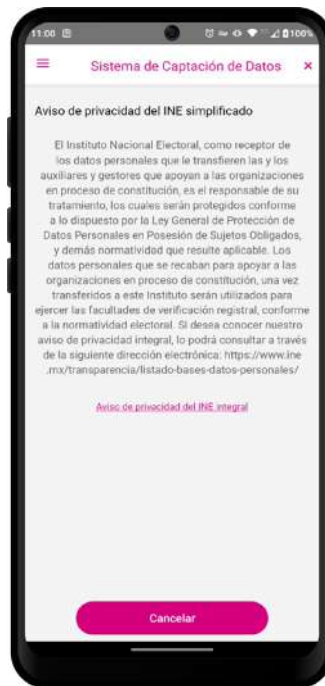 11:00 100%
Sistema de Captación de Datos ×
Aviso de privacidad del INE simplificado
El Instituto Nacional Electoral, como receptor de
los datos personales que le transfieren las y los
auxiliares y gestores que apoyan a las organizaciones
en proceso de constitución, es el responsable de su
tratamiento, los cuales serán protegidos conforme
a lo dispuesto por la Ley General de Protección de
Datos Personales en Posesión de Sujetos Obligados,
y demás normatividad que resulte aplicable. Los
datos personales que se recaban para apoyar a las
organizaciones en proceso de constitución, una vez
transferidos a este Instituto serán utilizados para
ejercer las facultades de verificación registral, conforme
a la normatividad electoral. Si desea conocer nuestro
aviso de privacidad integral, lo podrá consultar a través
de la siguiente dirección electrónica: https://www.ine
.mx/transparencia/listado-bases-datos-personales/
Aviso de privacidad del INE integral
Cancelar